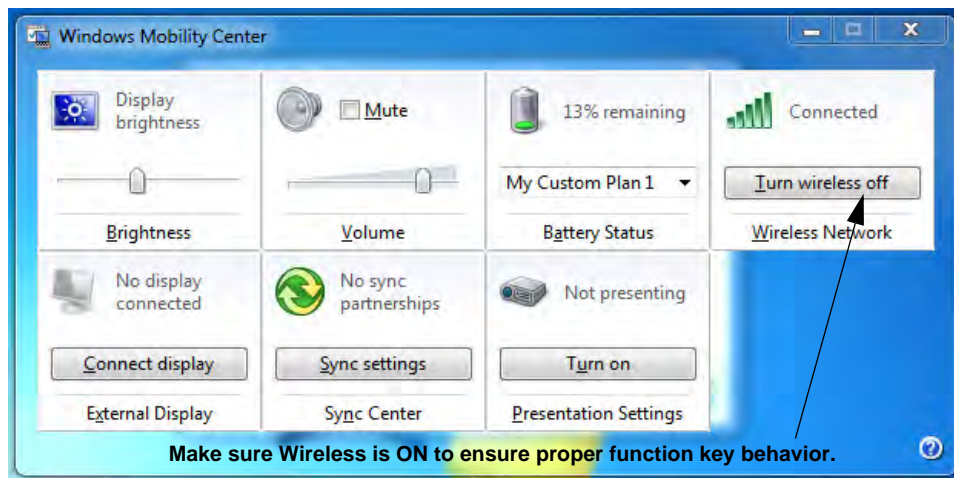 Windows Mobility Center
Display
brightness
Brightness
Mute
Volume
13% remaining
My Custom Plan 1
Battery Status
Connected
Turn wireless off
Wireless Network
No display
connected
Connect display
External Display
No sync
partnerships
Sync settings
Sync Center
Not presenting
Turn on
Presentation Settings
Make sure Wireless is ON to ensure proper function key behavior.